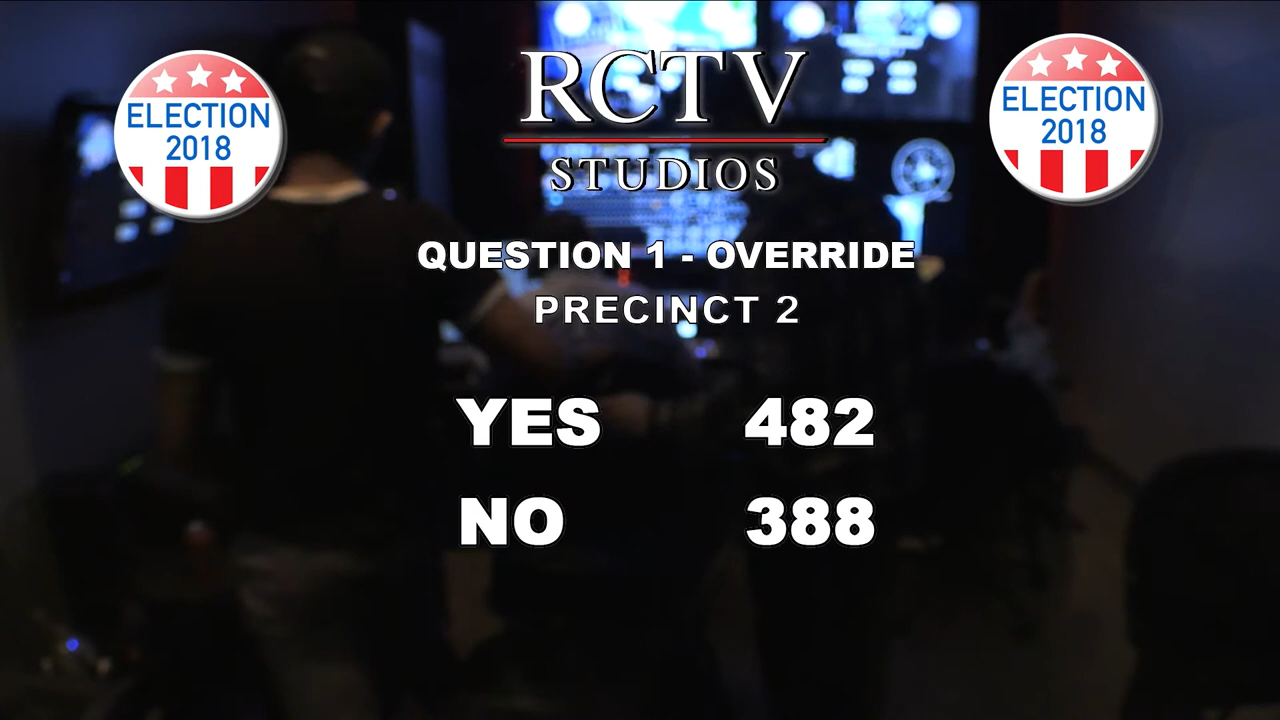 ELECTION
2018
RCTV
STUDIOS
ELECTION
2018
QUESTION 1 - OVERRIDE
PRECINCT 2
YES 482
NO 388